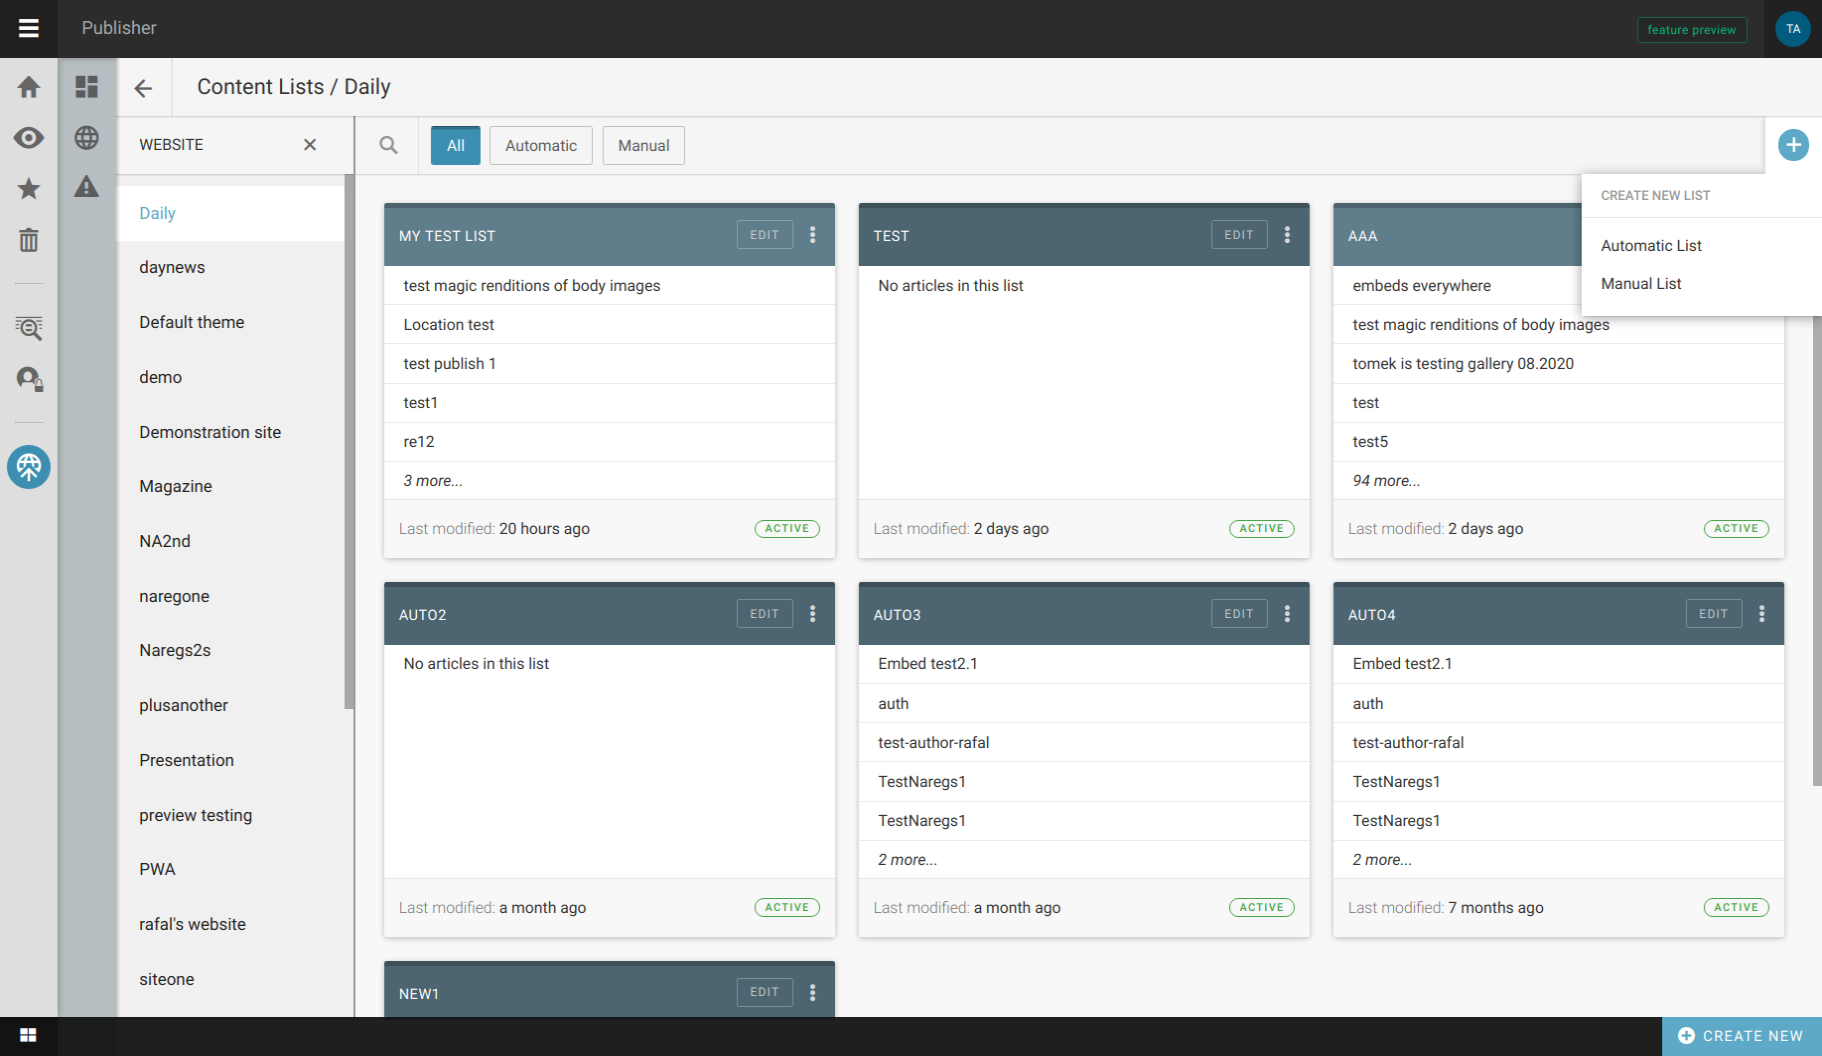 Publisher
feature preview
TA
Content Lists / Daily
WEBSITE
All
Automatic
Manual
CREATE NEW LIST
Automatic List
Manual List
Daily
daynews
Default theme
demo
Demonstration site
Magazine
NA2nd
naregone
Naregs2s
plusanother
Presentation
preview testing
PWA
rafal's website
siteone
MY TEST LIST
EDIT
test magic renditions of body images
Location test
test publish 1
test1
re12
3 more...
Last modified: 20 hours ago
ACTIVE
TEST
EDIT
No articles in this list
Last modified: 2 days ago
ACTIVE
AAA
embeds everywhere
test magic renditions of body images
tomek is testing gallery 08.2020
test
test5
94 more...
Last modified: 2 days ago
ACTIVE
AUTO2
EDIT
No articles in this list
Last modified: a month ago
ACTIVE
AUTO3
EDIT
Embed test2.1
auth
test-author-rafal
TestNaregs1
TestNaregs1
2 more...
Last modified: a month ago
ACTIVE
AUTO4
EDIT
Embed test2.1
auth
test-author-rafal
TestNaregs1
TestNaregs1
2 more...
Last modified: 7 months ago
ACTIVE
NEW1
EDIT
CREATE NEW